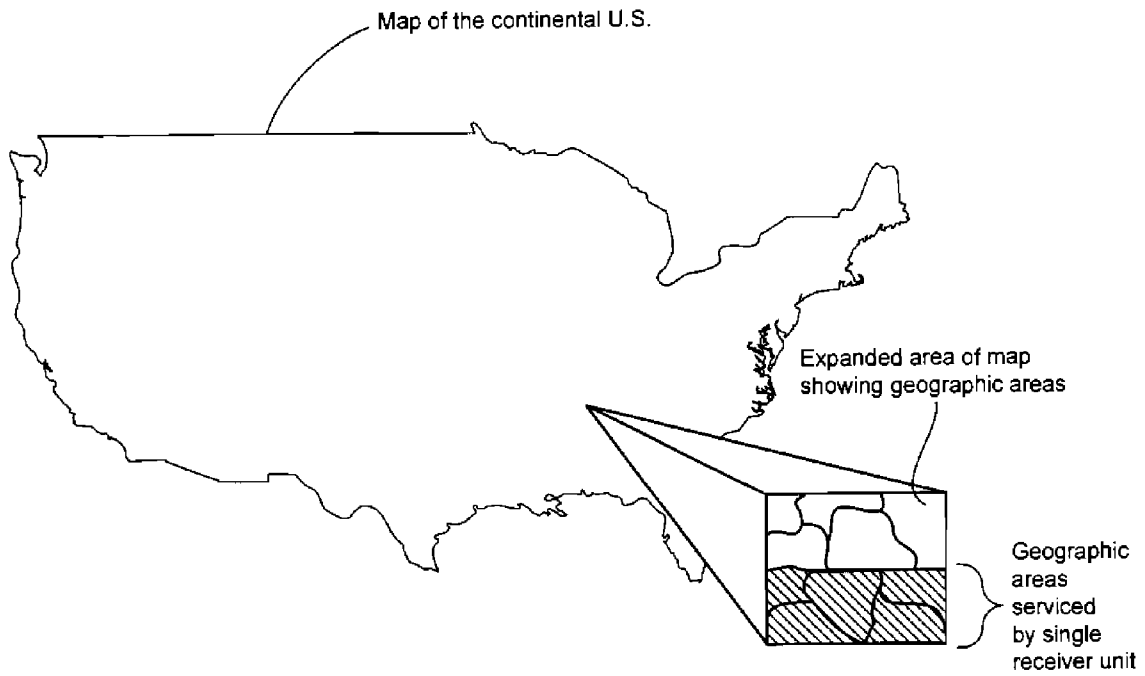 Map of the continental U.S.
Expanded area of map
showing geographic areas
Geographic
areas
serviced
by single
receiver unit